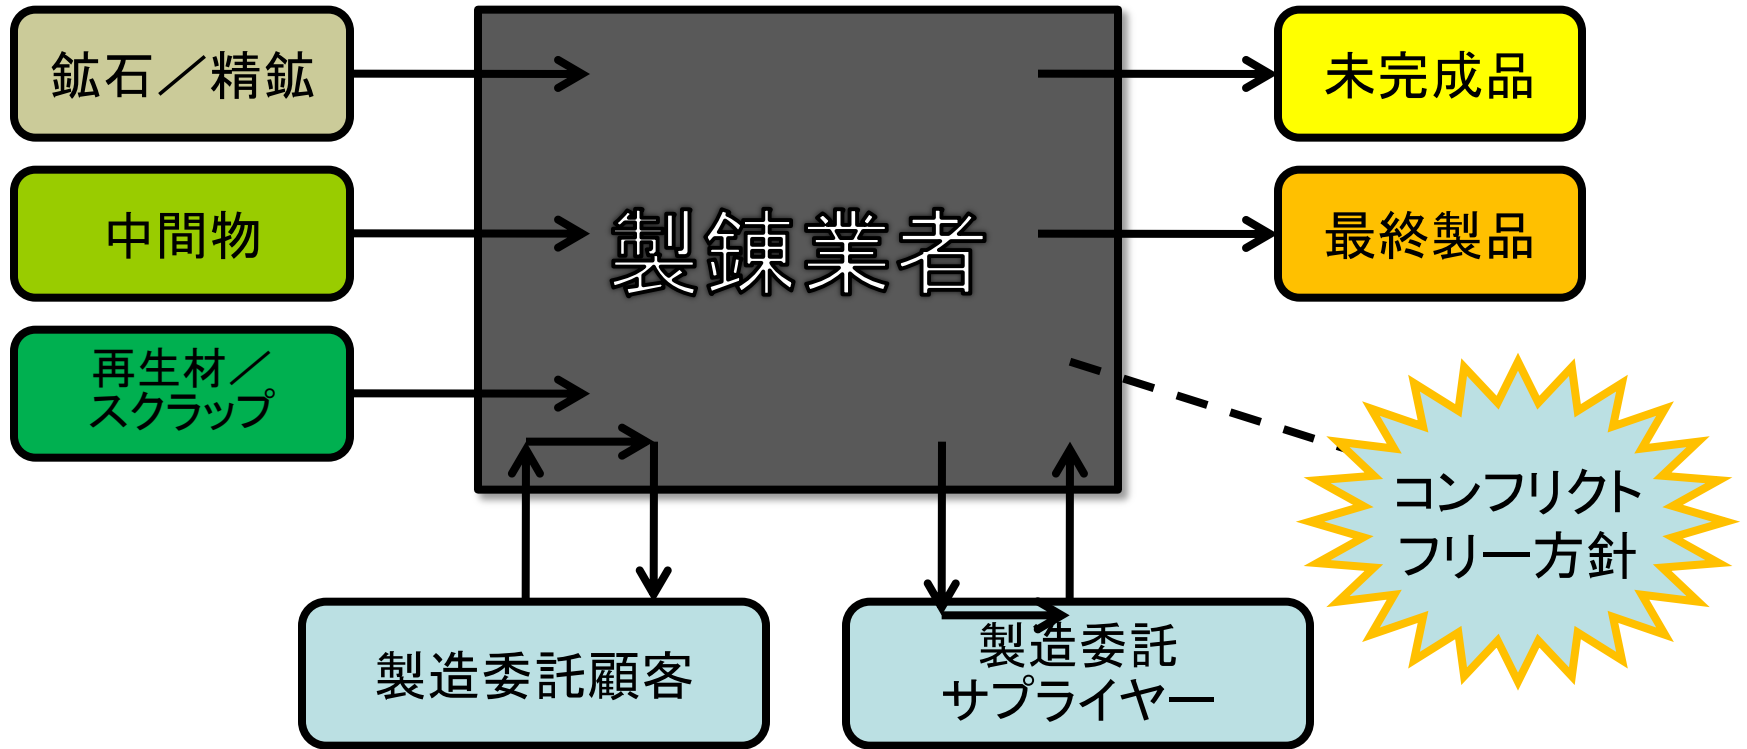 鉱石／精鉱
未完成品
中間物
製錬業者
最終製品
再生材／
スクラップ
コンフリクト
フリー方針
製造委託顧客
製造委託
サプライヤー